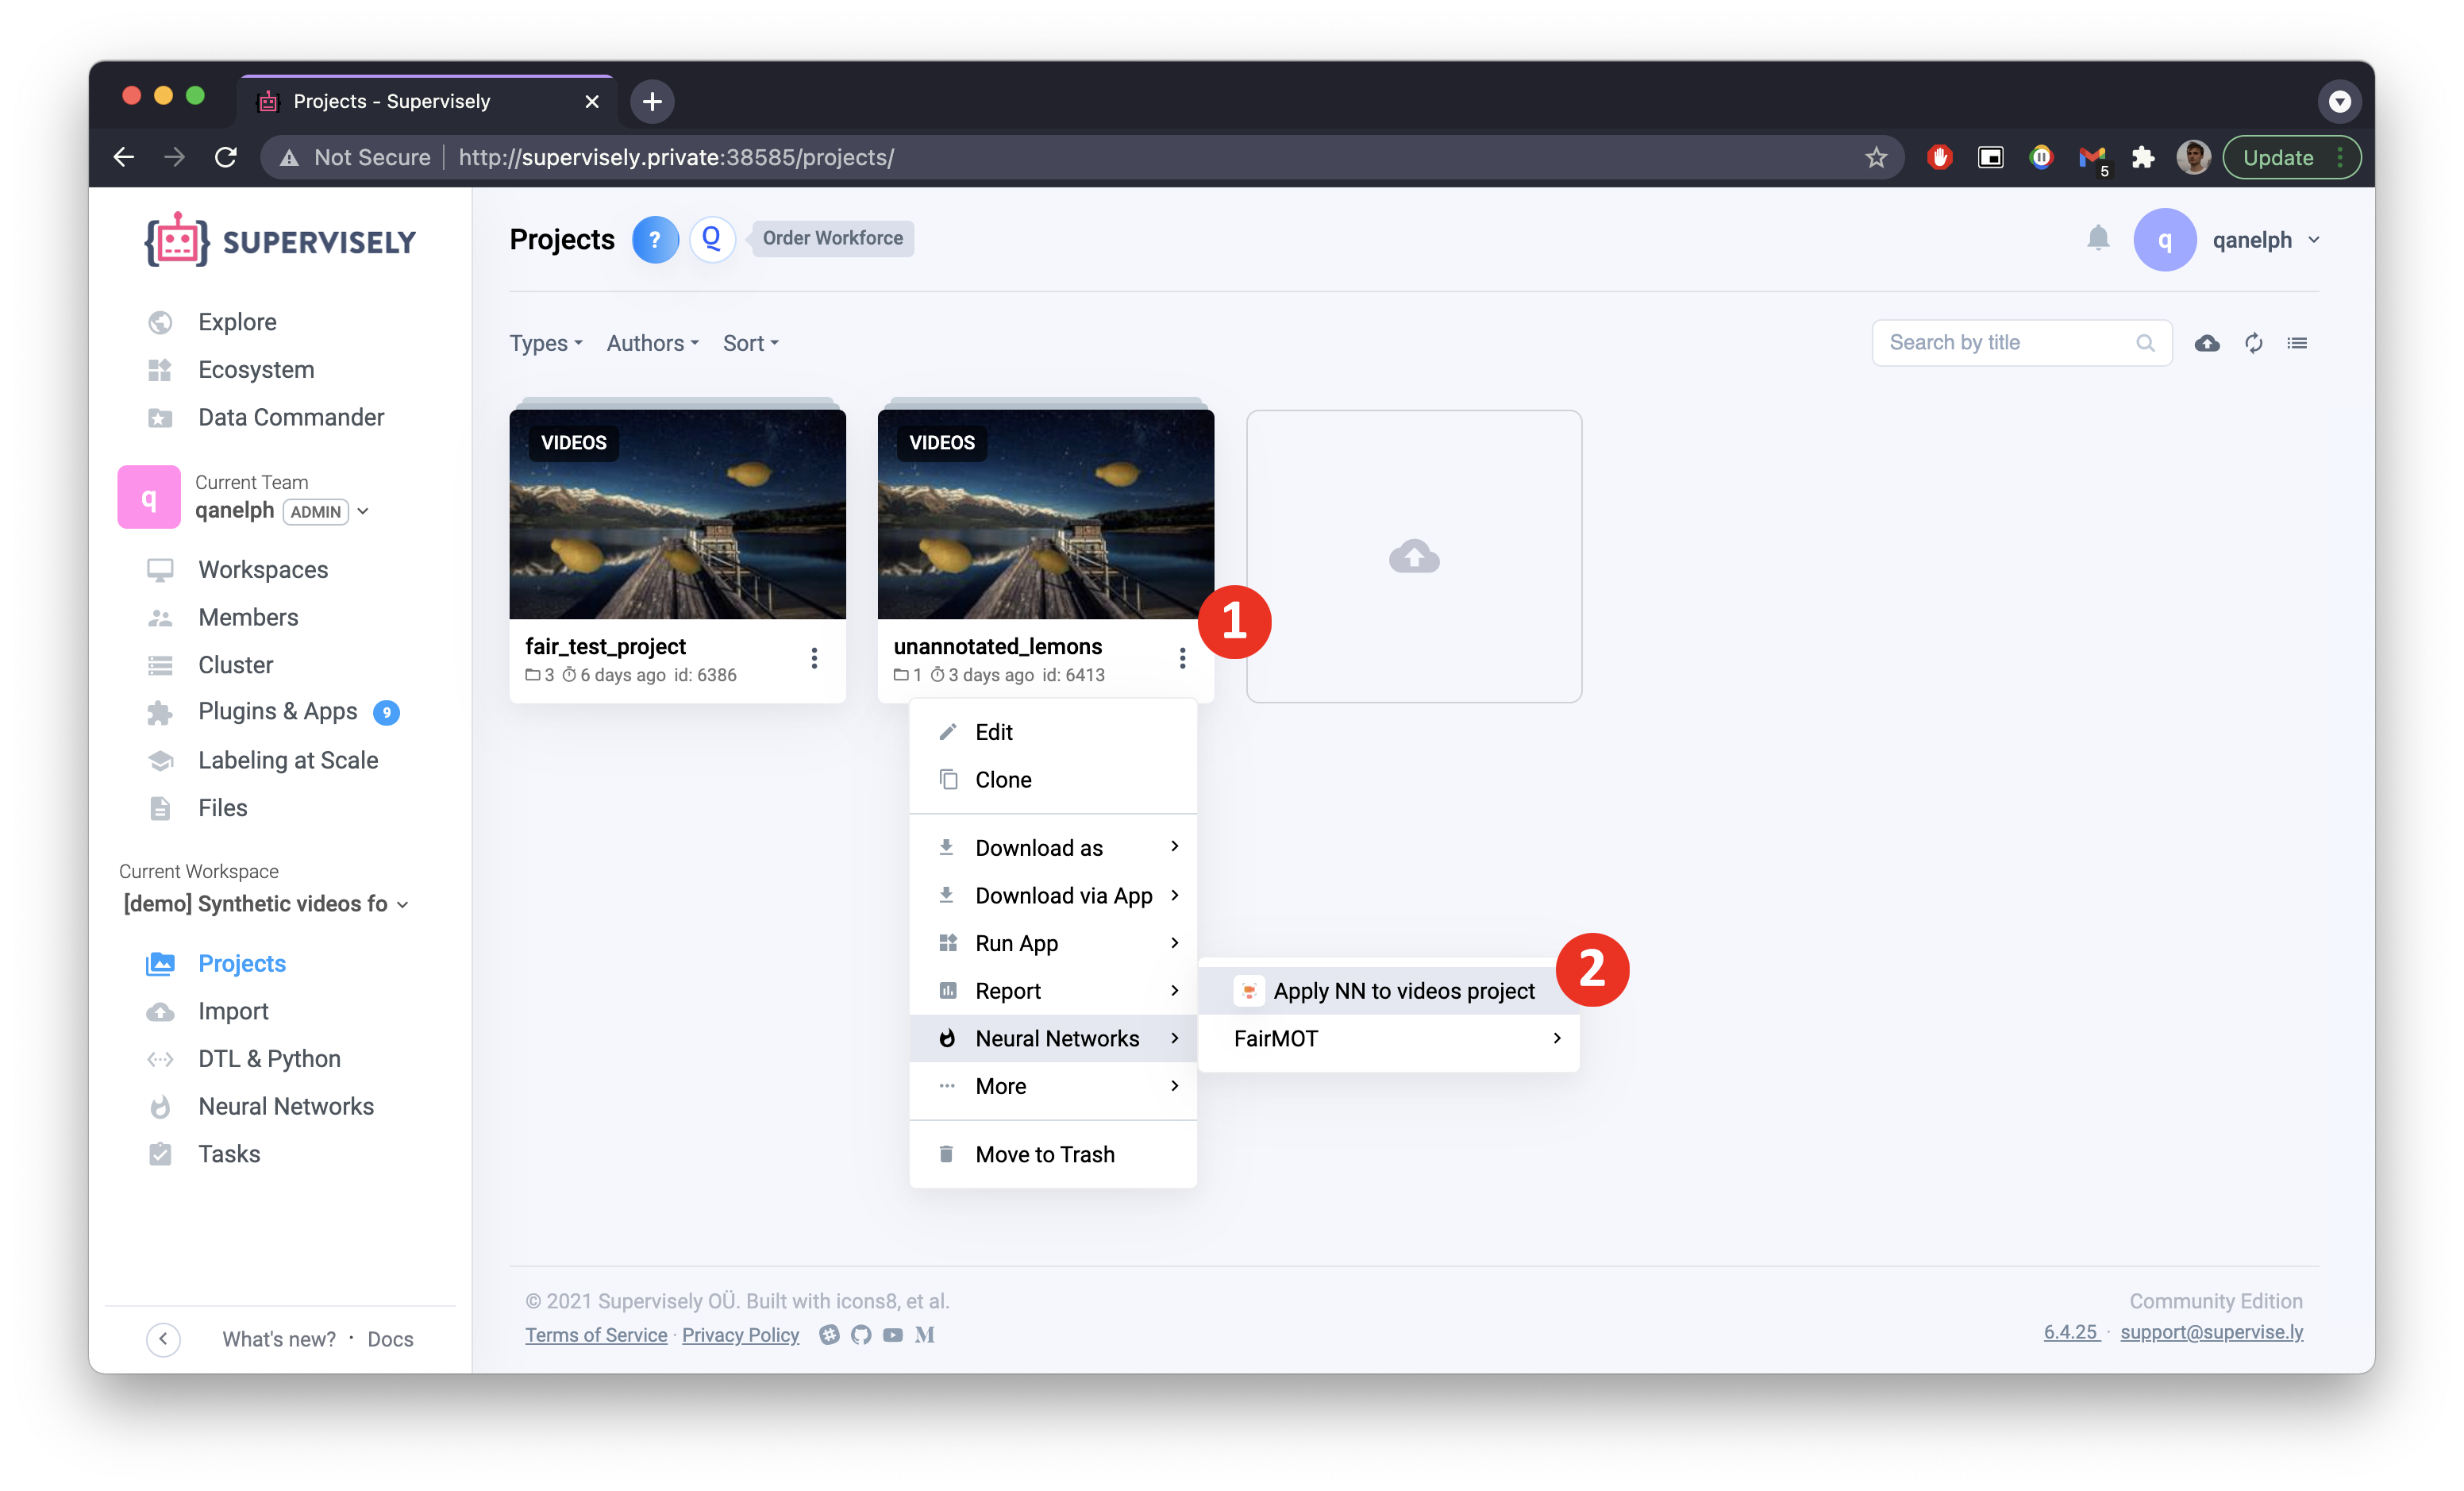 Projects - Supervisely
Not Secure http://supervisely.private:38585/projects/
5
Update
SUPERVISELY
Projects ? Q Order Workforce
q qanelph
Explore
Ecosystem
Data Commander
q
Current Team
qanelph ADMIN
Workspaces
Members
Cluster
Plugins & Apps 9
Labeling at Scale
Files
Current Workspace
[demo] Synthetic videos fo
Projects
Import
DTL & Python
Neural Networks
Tasks
What's new? · Docs
Types Authors Sort
Search by title
VIDEOS
fair_test_project
3 6 days ago id: 6386
VIDEOS
unannotated_lemons
1 3 days ago id: 6413
1
Edit
Clone
Download as
Download via App
Run App
Report
Neural Networks
More
Move to Trash
Apply NN to videos project
2
FairMOT
© 2021 Supervisely OÜ. Built with icons8, et al.
Terms of Service · Privacy Policy
Community Edition
6.4.25 · support@supervise.ly